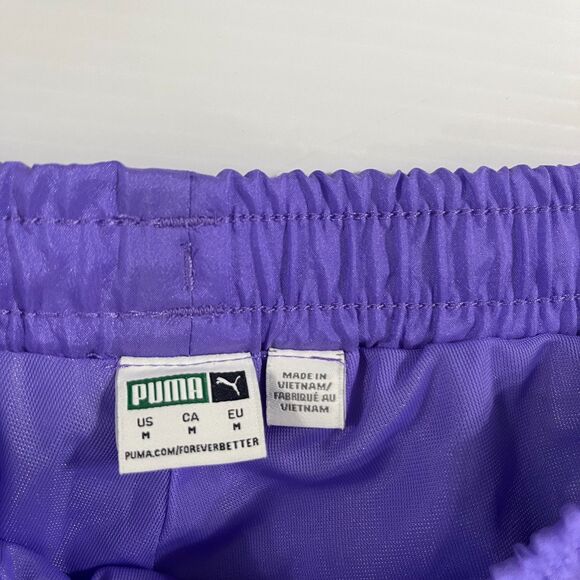 PUMA
US CA EU
M M M
PUMA.COM/FOREVERBETTER
MADE IN
VIETNAM/
FABRIQUÉ AU
VIETNAM